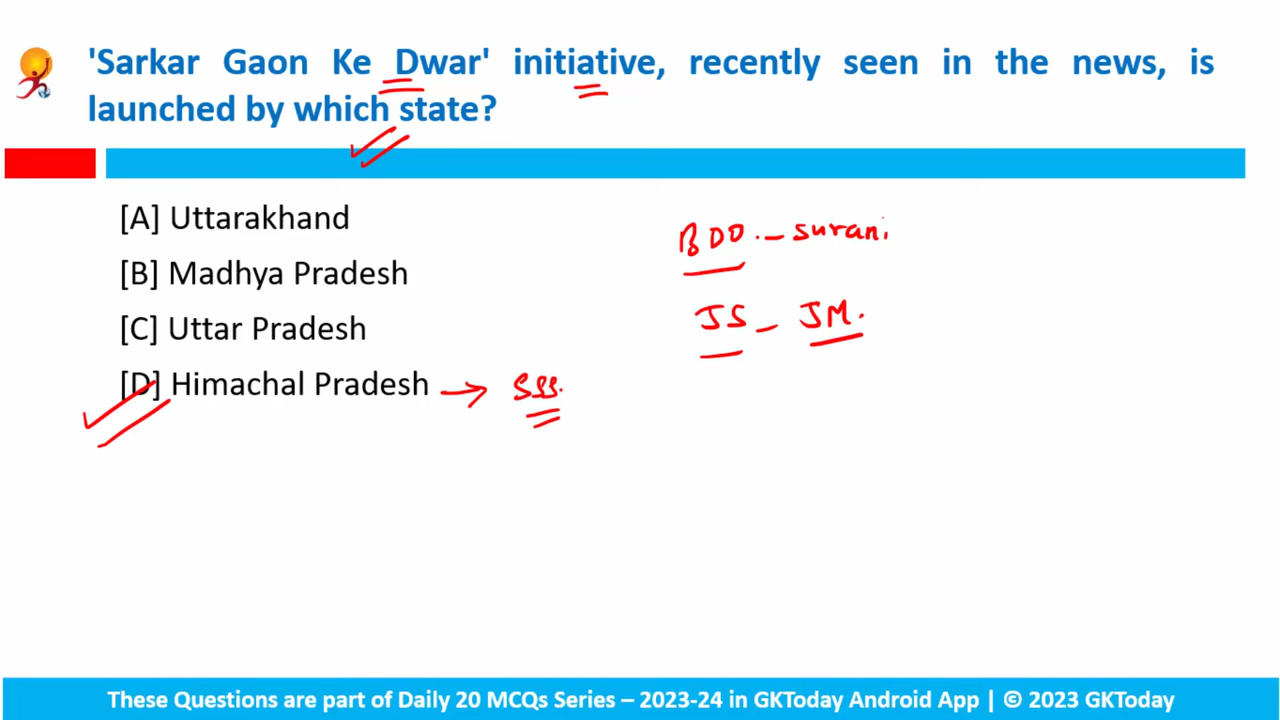 'Sarkar Gaon Ke Dwar' initiative, recently seen in the news, is
launched by which state?
[A] Uttarakhand
[B] Madhya Pradesh
[C] Uttar Pradesh
[D] Himachal Pradesh → SSS.
BDO. – surani
JS – JM.
These Questions are part of Daily 20 MCQs Series – 2023-24 in GKToday Android App | © 2023 GKToday